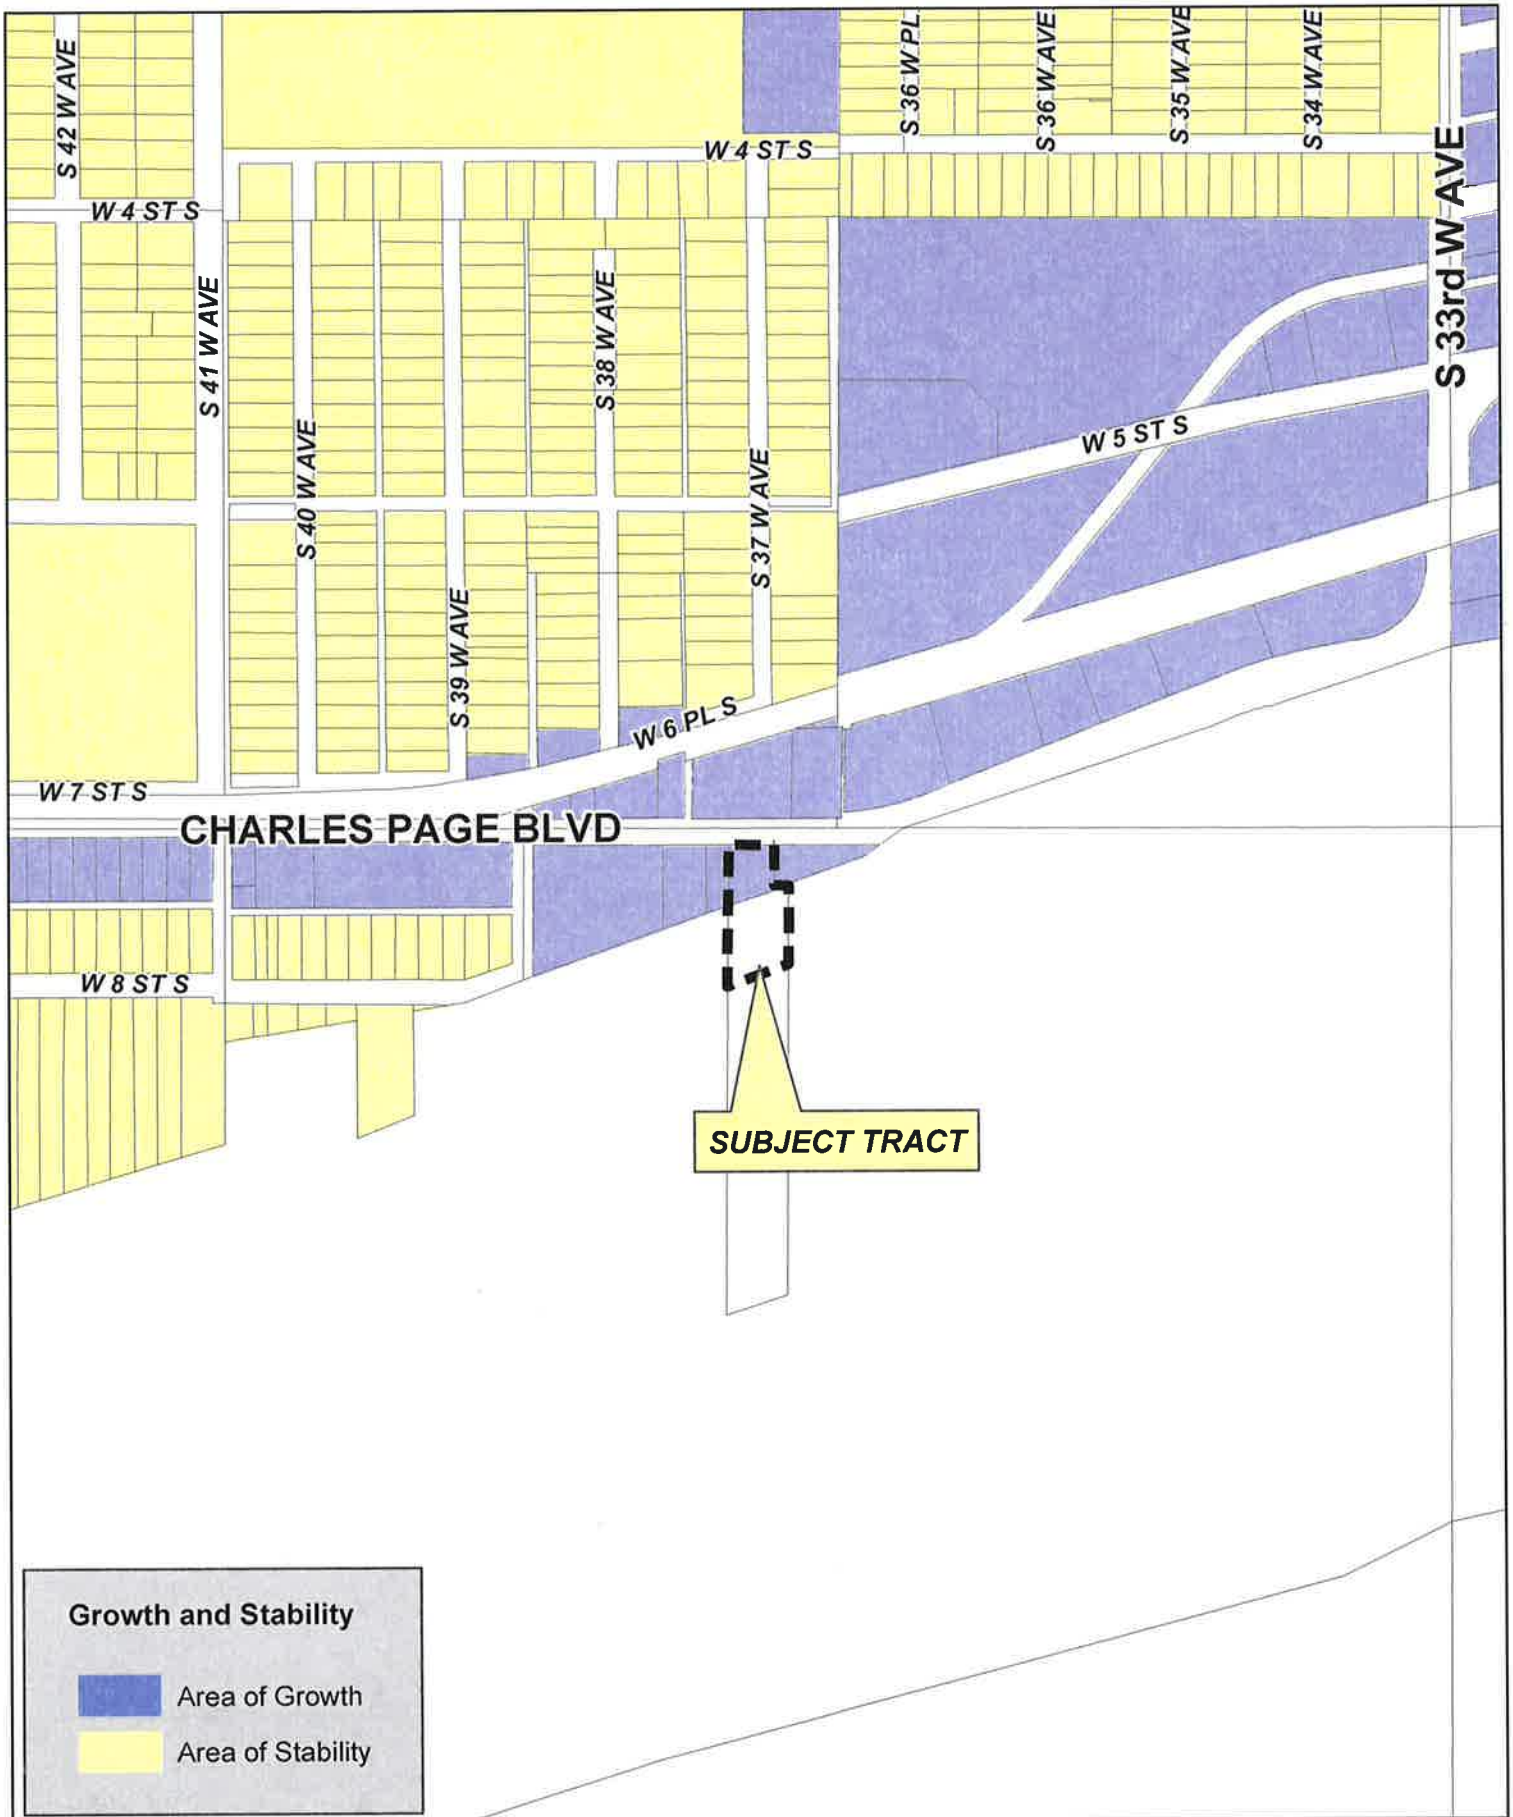 S 42 W AVE
S 36 W PL
S 36 W AVE
S 35 W AVE
S 34 W AVE
W 4 ST S
S 33rd W AVE
W 4 ST S
S 41 W AVE
S 38 W AVE
W 5 ST S
S 40 W AVE
S 37 W AVE
S 39 W AVE
W 6 PL S
W 7 ST S
CHARLES PAGE BLVD
W 8 ST S
SUBJECT TRACT
Growth and Stability
Area of Growth
Area of Stability